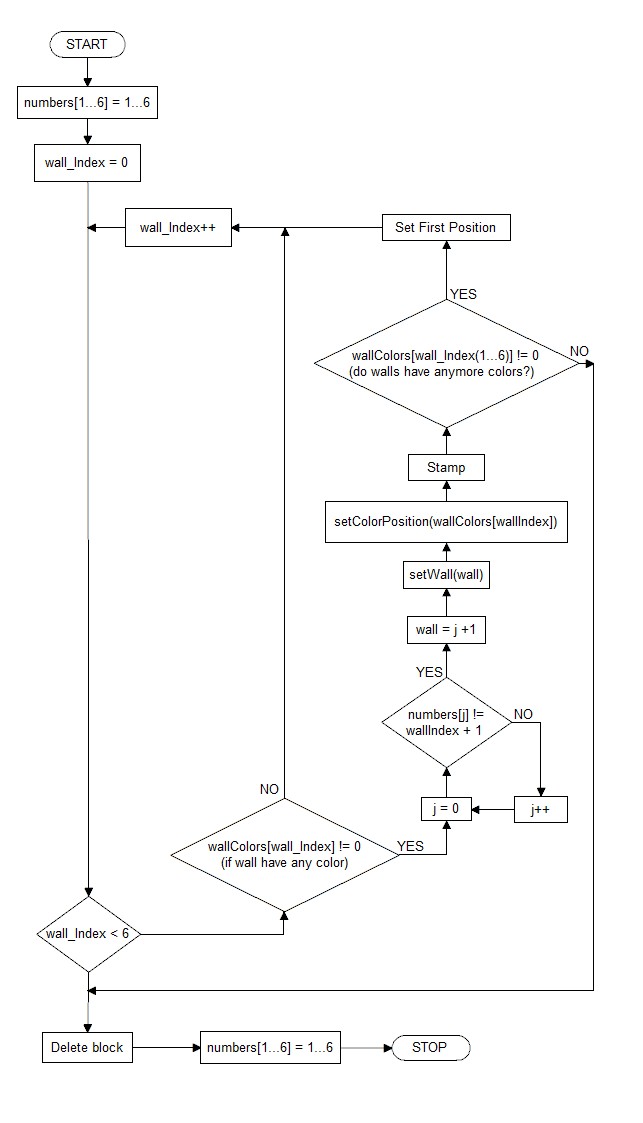 START
numbers[1...6] = 1...6
wall_Index = 0
wall_Index++
Set First Position
YES
wallColors[wall_Index(1...6)] != 0
(do walls have anymore colors?)
NO
Stamp
setColorPosition(wallColors[wallIndex])
setWall(wall)
wall = j +1
YES
numbers[j] !=
wallIndex + 1
NO
j = 0
j++
NO
wallColors[wall_Index] != 0
(if wall have any color)
YES
wall_Index < 6
Delete block
numbers[1...6] = 1...6
STOP